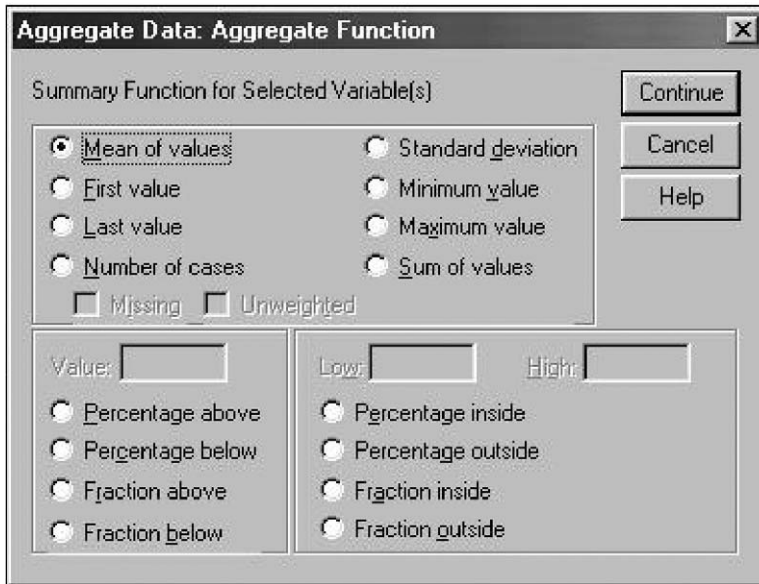 Aggregate Data: Aggregate Function
Summary Function for Selected Variable(s)
Continue
Cancel
Help
Mean of values
Standard deviation
First value
Minimum value
Last value
Maximum value
Number of cases
Sum of values
Missing
Unweighted
Value:
Percentage above
Percentage below
Fraction above
Fraction below
Low:
High:
Percentage inside
Percentage outside
Fraction inside
Fraction outside